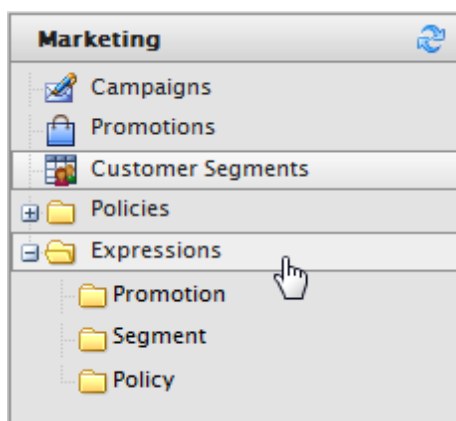 Marketing
Campaigns
Promotions
Customer Segments
Policies
Expressions
Promotion
Segment
Policy